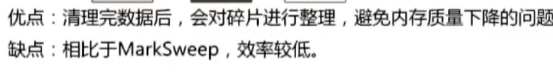 优点：清理完数据后，会对碎片进行整理，避免内存质量下降的问题
缺点：相比于MarkSweep，效率较低。